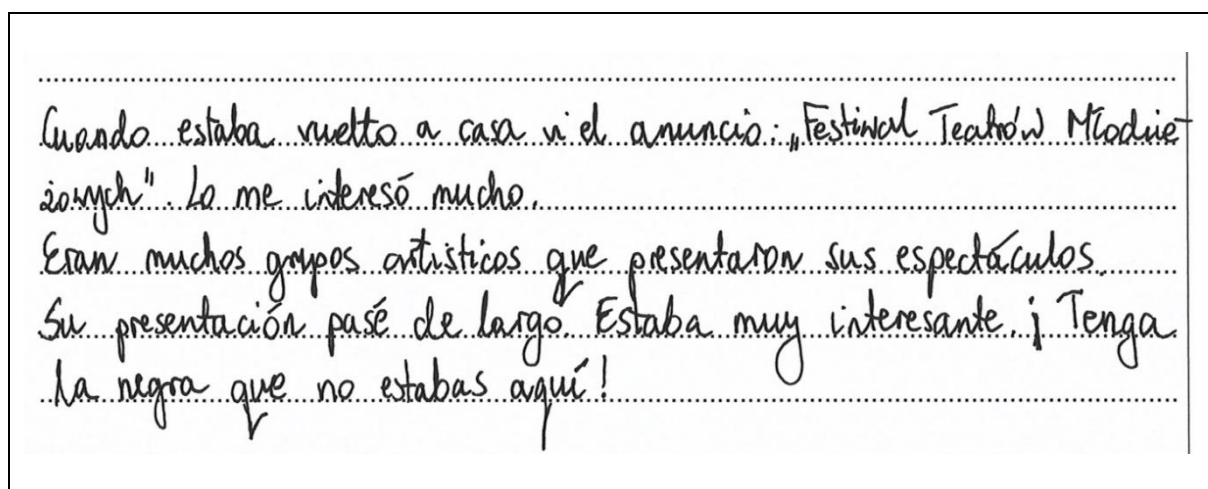 Cuando estaba vuelto a casa vi el anuncio: „Festiwal Teatrów Młodzie-
żowych". Lo me interesó mucho.
Eran muchos grupos artísticos que presentaron sus espectáculos.
Su presentación pasé de largo. Estaba muy interesante. ¡Tenga
la negra que no estabas aquí!